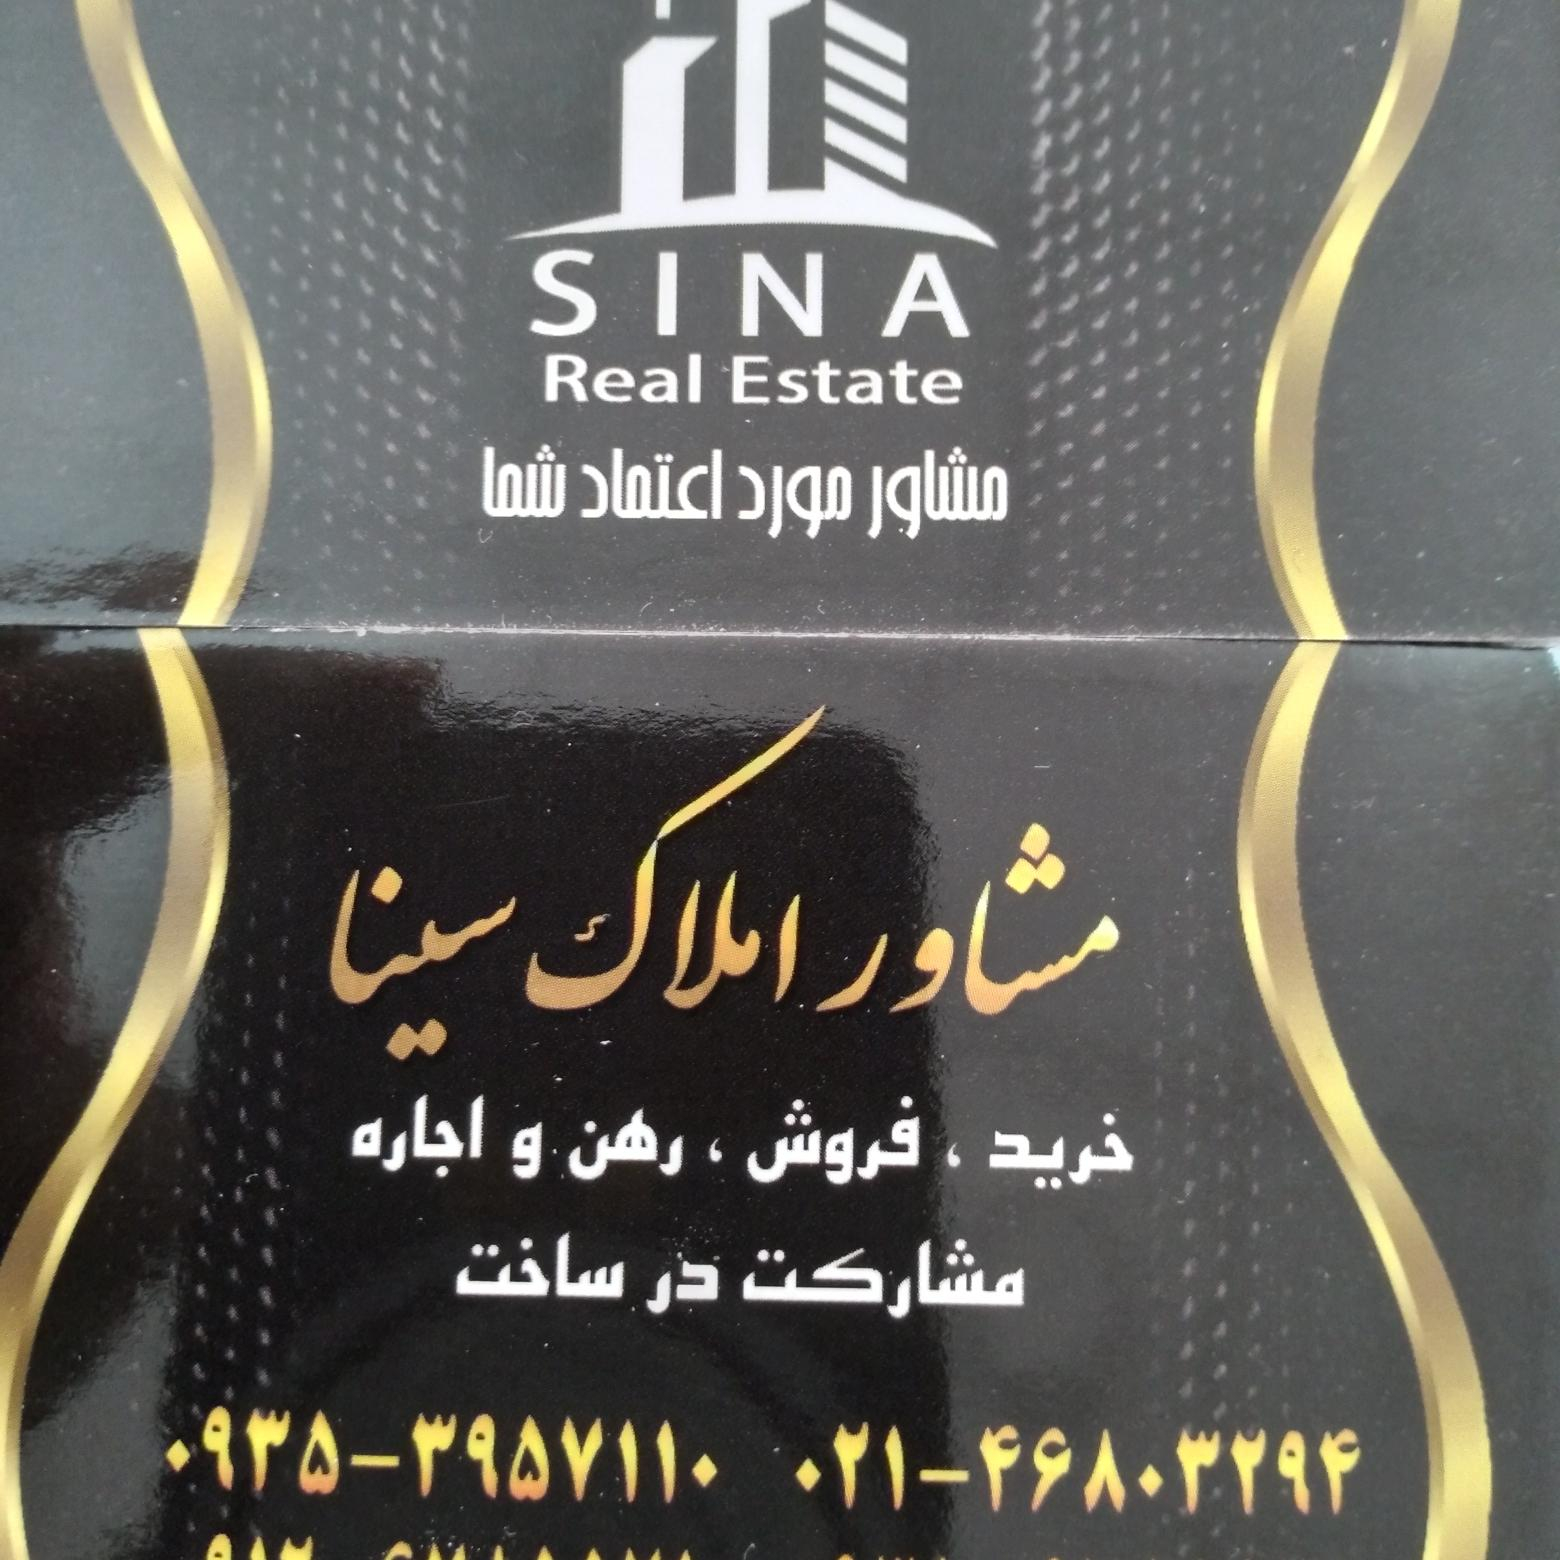 SINA
Real Estate
مشاور مورد اعتماد شما
مشاور املاک سینا
خرید ، فروش ، رهن و اجاره
مشارکت در ساخت
۰۹۳۵-۳۹۵۷۱۱۰ ۰۲۱-۴۶۸۰۳۲۹۴